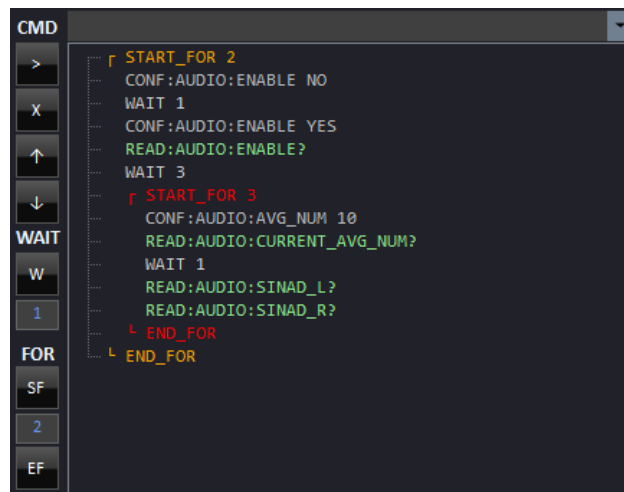 CMD
>
X
↑
↓
WAIT
W
1
FOR
SF
2
EF
START_FOR 2
CONF:AUDIO:ENABLE NO
WAIT 1
CONF:AUDIO:ENABLE YES
READ:AUDIO:ENABLE?
WAIT 3
START_FOR 3
CONF:AUDIO:AVG_NUM 10
READ:AUDIO:CURRENT_AVG_NUM?
WAIT 1
READ:AUDIO:SINAD_L?
READ:AUDIO:SINAD_R?
END_FOR
END_FOR